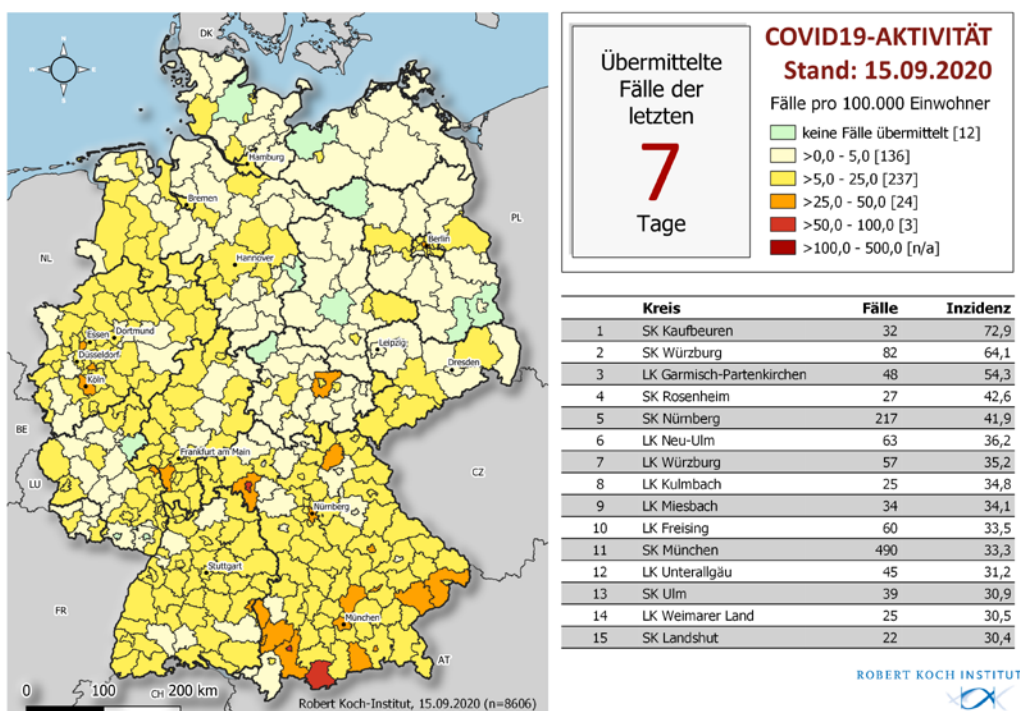 DK
PL
NL
BE
LU
CZ
FR
AT
CH
Hamburg
Bremen
Berlin
Hannover
Essen
Dortmund
Düsseldorf
Köln
Leipzig
Dresden
Frankfurt am Main
Nürnberg
Stuttgart
München
0 100 200 km
Robert Koch-Institut, 15.09.2020 (n=8606)
Übermittelte
Fälle der
letzten
7
Tage
COVID19-AKTIVITÄT
Stand: 15.09.2020
Fälle pro 100.000 Einwohner
keine Fälle übermittelt [12]
>0,0 - 5,0 [136]
>5,0 - 25,0 [237]
>25,0 - 50,0 [24]
>50,0 - 100,0 [3]
>100,0 - 500,0 [n/a]
Kreis Fälle Inzidenz
1 SK Kaufbeuren 32 72,9
2 SK Würzburg 82 64,1
3 LK Garmisch-Partenkirchen 48 54,3
4 SK Rosenheim 27 42,6
5 SK Nürnberg 217 41,9
6 LK Neu-Ulm 63 36,2
7 LK Würzburg 57 35,2
8 LK Kulmbach 25 34,8
9 LK Miesbach 34 34,1
10 LK Freising 60 33,5
11 SK München 490 33,3
12 LK Unterallgäu 45 31,2
13 SK Ulm 39 30,9
14 LK Weimarer Land 25 30,5
15 SK Landshut 22 30,4
ROBERT KOCH INSTITUT